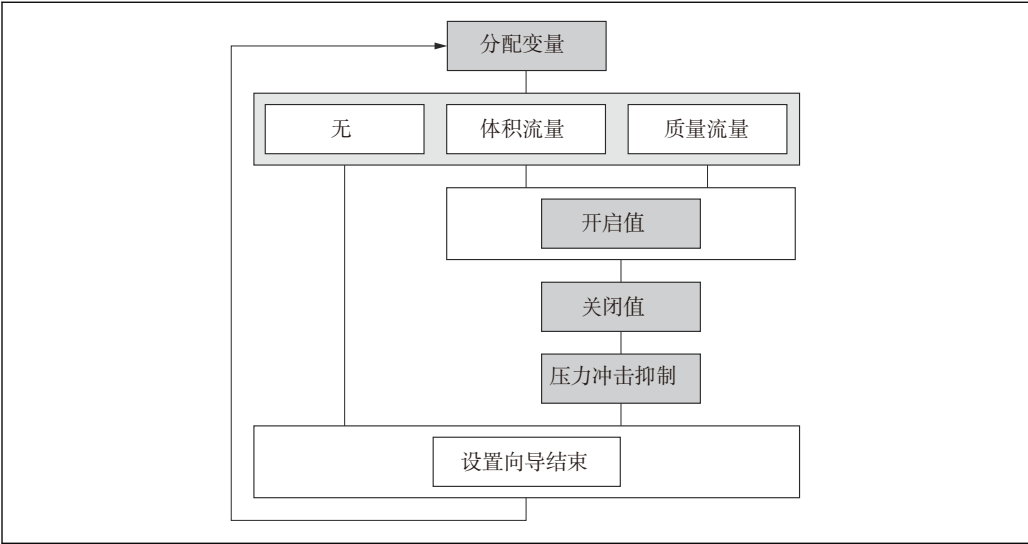 分配变量
无
体积流量
质量流量
开启值
关闭值
压力冲击抑制
设置向导结束